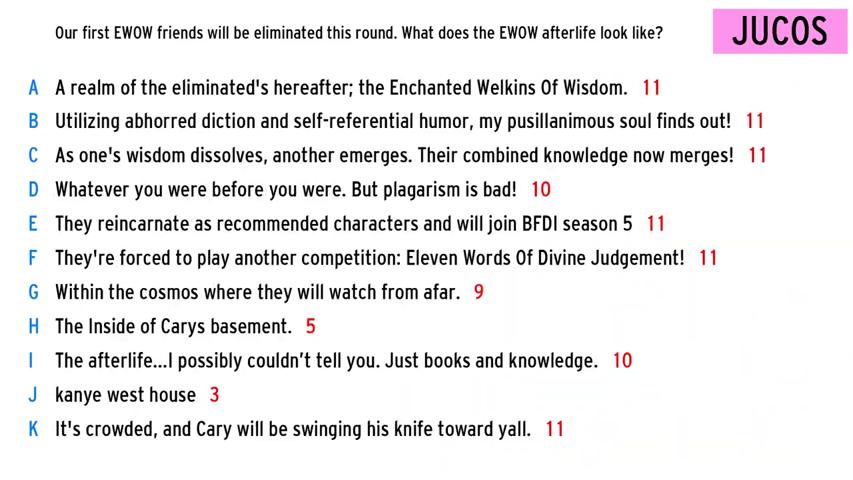 Our first EWOW friends will be eliminated this round. What does the EWOW afterlife look like?
JUCOS
A A realm of the eliminated's hereafter; the Enchanted Welkins Of Wisdom. 11
B Utilizing abhorred diction and self-referential humor, my pusillanimous soul finds out! 11
C As one's wisdom dissolves, another emerges. Their combined knowledge now merges! 11
D Whatever you were before you were. But plagarism is bad! 10
E They reincarnate as recommended characters and will join BFDI season 5 11
F They're forced to play another competition: Eleven Words Of Divine Judgement! 11
G Within the cosmos where they will watch from afar. 9
H The Inside of Carys basement. 5
I The afterlife...I possibly couldn't tell you. Just books and knowledge. 10
J kanye west house 3
K It's crowded, and Cary will be swinging his knife toward yall. 11